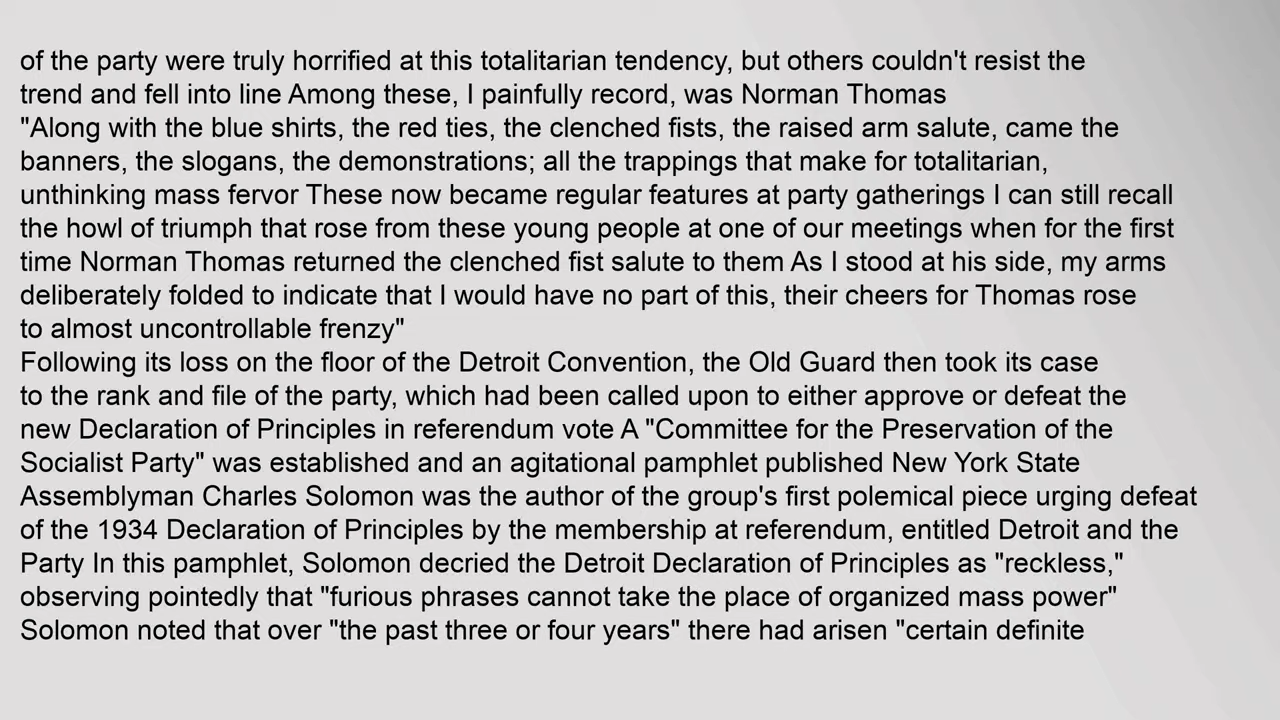 of the party were truly horrified at this totalitarian tendency, but others couldn't resist the
trend and fell into line Among these, I painfully record, was Norman Thomas
"Along with the blue shirts, the red ties, the clenched fists, the raised arm salute, came the
banners, the slogans, the demonstrations; all the trappings that make for totalitarian,
unthinking mass fervor These now became regular features at party gatherings I can still recall
the howl of triumph that rose from these young people at one of our meetings when for the first
time Norman Thomas returned the clenched fist salute to them As I stood at his side, my arms
deliberately folded to indicate that I would have no part of this, their cheers for Thomas rose
to almost uncontrollable frenzy"
Following its loss on the floor of the Detroit Convention, the Old Guard then took its case
to the rank and file of the party, which had been called upon to either approve or defeat the
new Declaration of Principles in referendum vote A "Committee for the Preservation of the
Socialist Party" was established and an agitational pamphlet published New York State
Assemblyman Charles Solomon was the author of the group's first polemical piece urging defeat
of the 1934 Declaration of Principles by the membership at referendum, entitled Detroit and the
Party In this pamphlet, Solomon decried the Detroit Declaration of Principles as "reckless,"
observing pointedly that "furious phrases cannot take the place of organized mass power"
Solomon noted that over "the past three or four years" there had arisen "certain definite